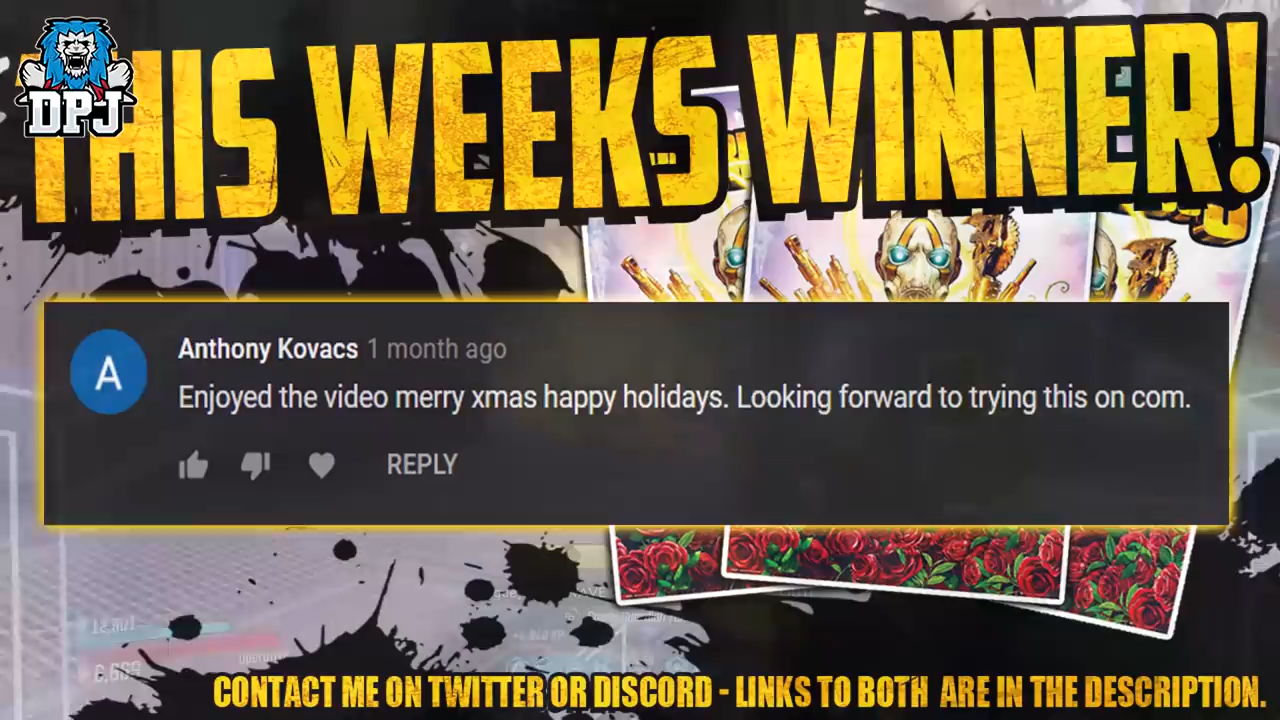 THIS WEEKS WINNER!
DPJ
A
Anthony Kovacs 1 month ago
Enjoyed the video merry xmas happy holidays. Looking forward to trying this on com.
REPLY
CONTACT ME ON TWITTER OR DISCORD - LINKS TO BOTH ARE IN THE DESCRIPTION.